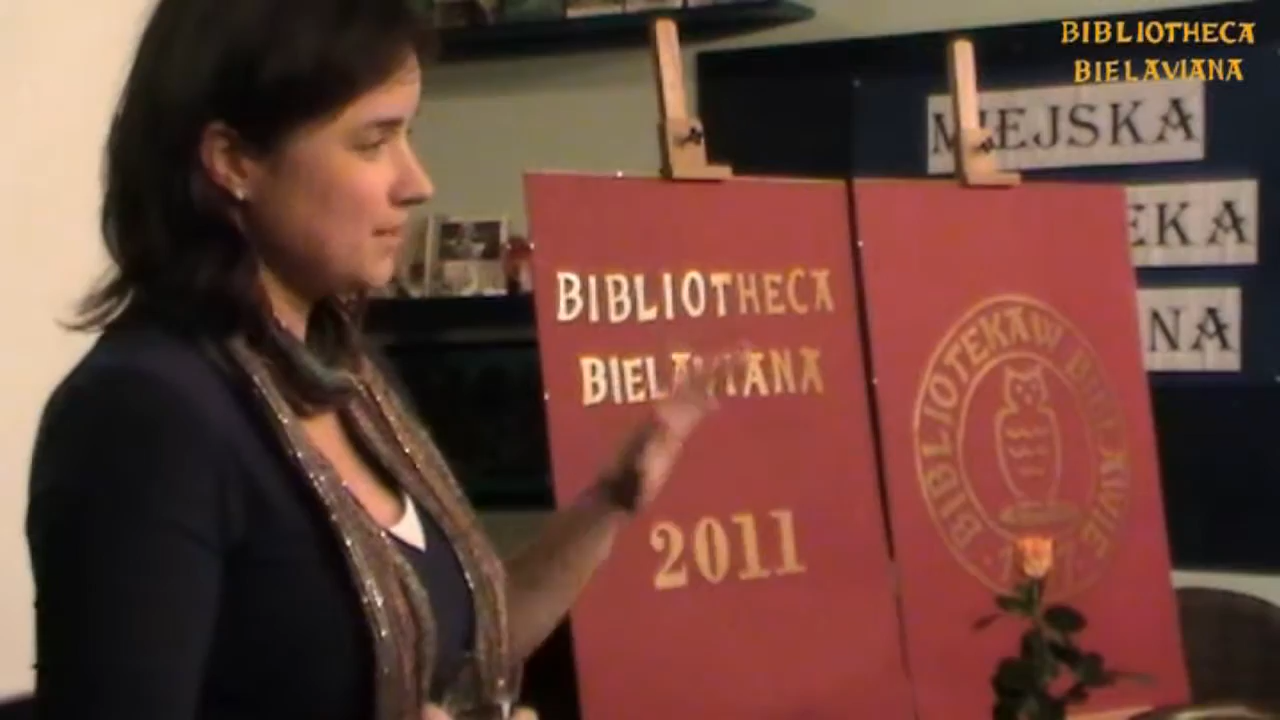 BIBLIOTHECA
BIELAVIANA
MIEJSKA
EKA
NA
BIBLIOTHECA
BIELAVIANA
2011
BIBLIOTEKA W BIELAWIE